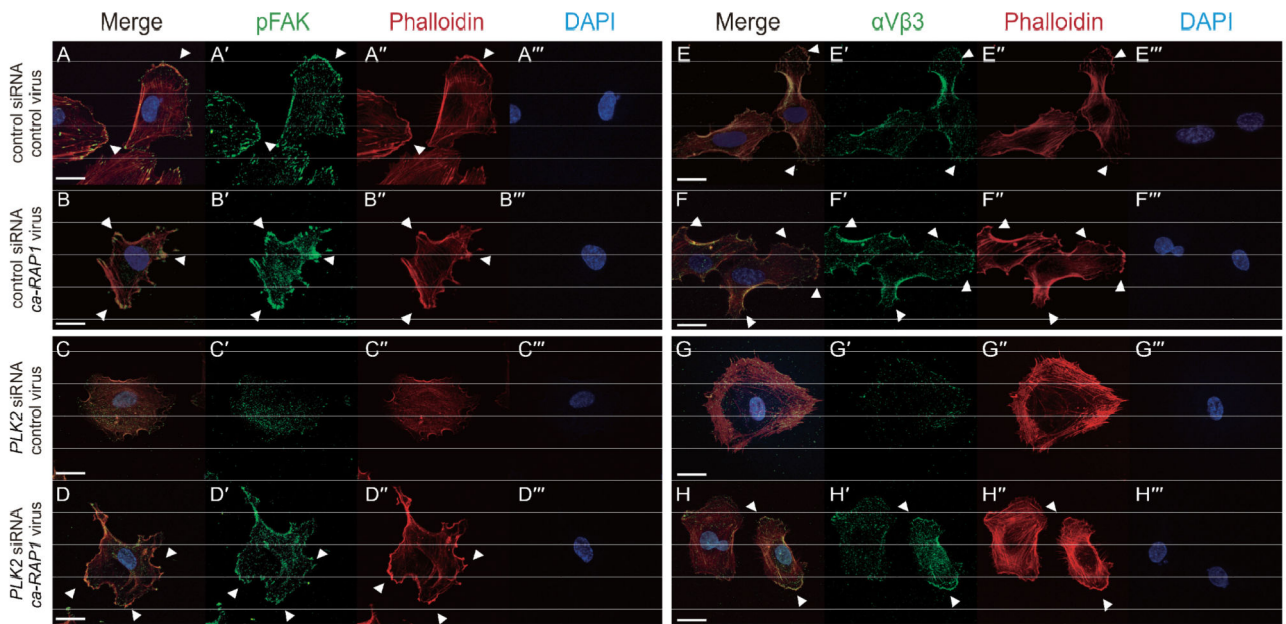 Merge pFAK Phalloidin DAPI Merge αVβ3 Phalloidin DAPI
control siRNA
control virus
A A′ A″ A‴ E E′ E″ E‴
control siRNA
ca-RAP1 virus
B B′ B″ B‴ F F′ F″ F‴
PLK2 siRNA
control virus
C C′ C″ C‴ G G′ G″ G‴
PLK2 siRNA
ca-RAP1 virus
D D′ D″ D‴ H H′ H″ H‴